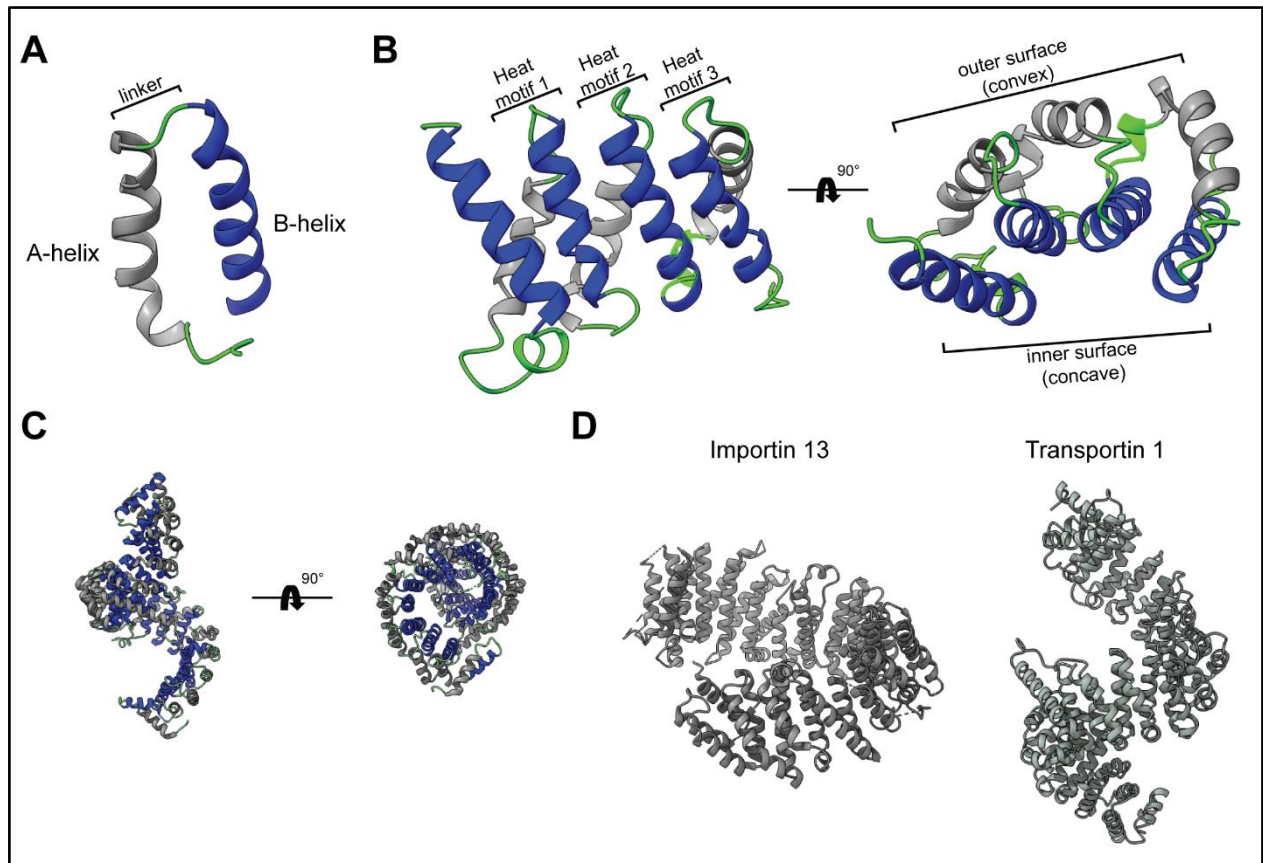 A
linker
A-helix
B-helix
B
Heat
motif 1
Heat
motif 2
Heat
motif 3
90°
outer surface
(convex)
inner surface
(concave)
C
90°
D
Importin 13
Transportin 1